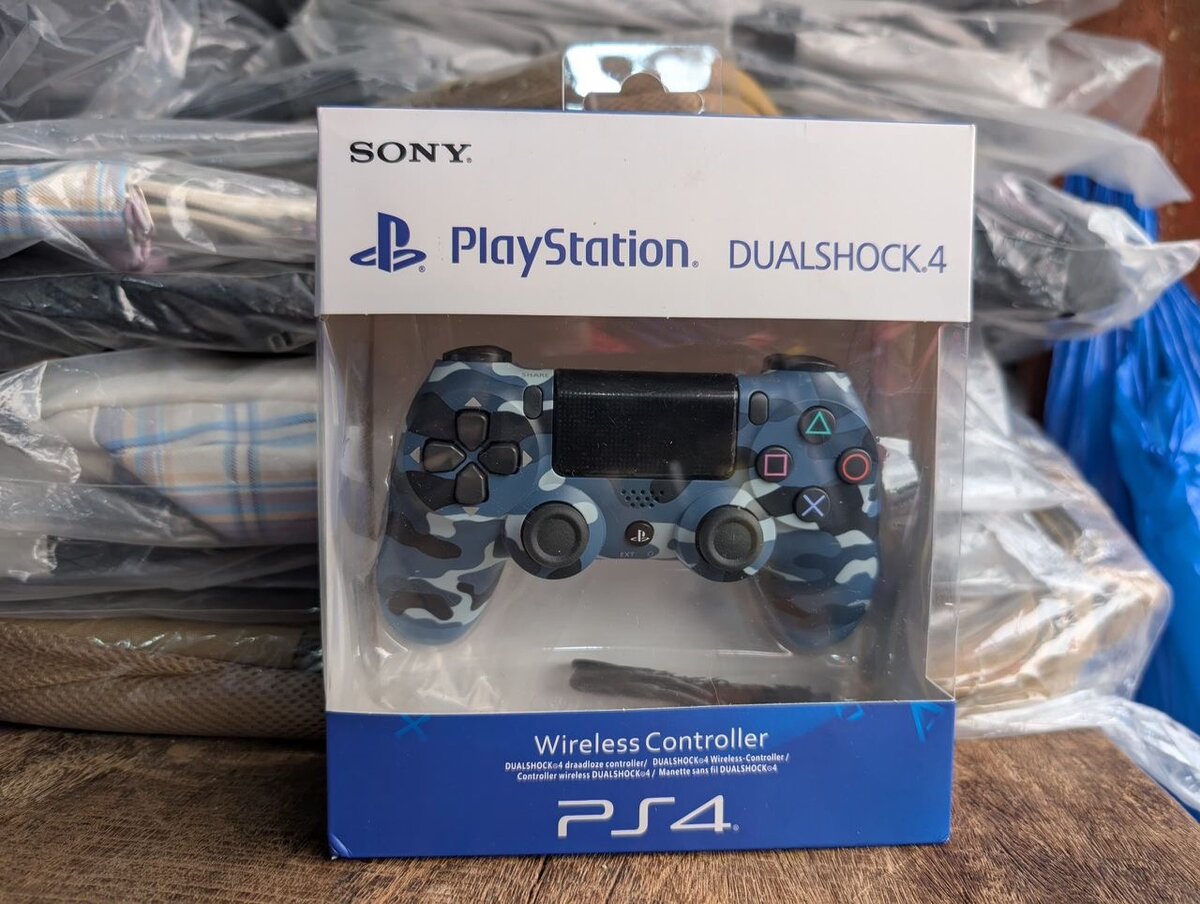 SONY®
PlayStation® DUALSHOCK®4
SHARE
EXT
Wireless Controller
DUALSHOCK®4 draadloze controller/ DUALSHOCK®4 Wireless-Controller /
Controller wireless DUALSHOCK®4 / Manette sans fil DUALSHOCK®4
PS4®